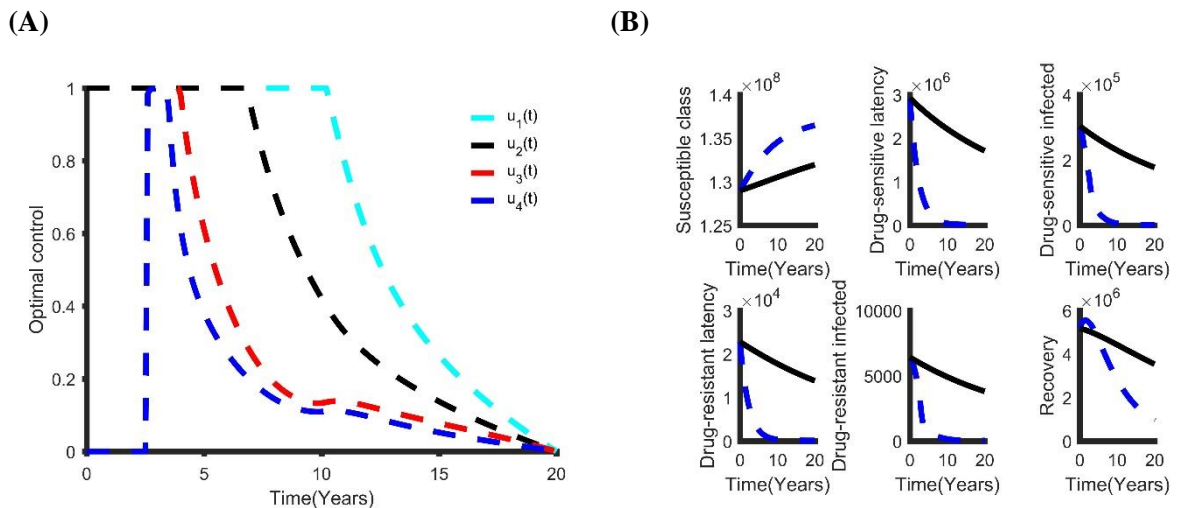 (A)
(B)
Optimal control
1
0.8
0.6
0.4
0.2
0
0
5
10
15
20
Time(Years)
u1(t)
u2(t)
u3(t)
u4(t)
Susceptible class
×10^8
1.4
1.35
1.3
1.25
0 10 20
Time(Years)
Drug-sensitive latency
×10^6
3
2
1
0
0 10 20
Time(Years)
Drug-sensitive infected
×10^5
4
2
0
0 10 20
Time(Years)
Drug-resistant latency
×10^4
3
2
1
0
0 10 20
Time(Years)
Drug-resistant infected
10000
5000
0
0 10 20
Time(Years)
Recovery
×10^6
6
4
2
0
0 10 20
Time(Years)